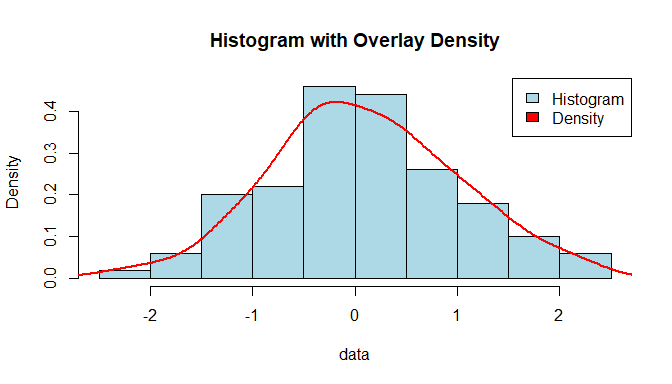 Histogram with Overlay Density
Histogram
Density
Density
0.0 0.1 0.2 0.3 0.4
-2 -1 0 1 2
data